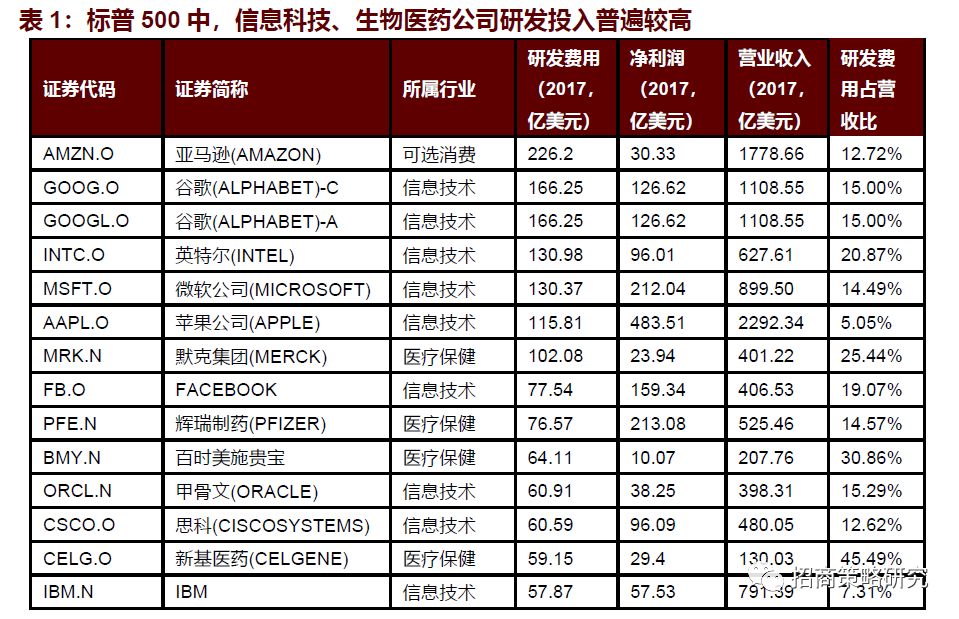 表 1：标普 500 中，信息科技、生物医药公司研发投入普遍较高
证券代码 证券简称 所属行业 研发费用（2017，亿美元） 净利润（2017，亿美元） 营业收入（2017，亿美元） 研发费用占营收比
AMZN.O 亚马逊(AMAZON) 可选消费 226.2 30.33 1778.66 12.72%
GOOG.O 谷歌(ALPHABET)-C 信息技术 166.25 126.62 1108.55 15.00%
GOOGL.O 谷歌(ALPHABET)-A 信息技术 166.25 126.62 1108.55 15.00%
INTC.O 英特尔(INTEL) 信息技术 130.98 96.01 627.61 20.87%
MSFT.O 微软公司(MICROSOFT) 信息技术 130.37 212.04 899.50 14.49%
AAPL.O 苹果公司(APPLE) 信息技术 115.81 483.51 2292.34 5.05%
MRK.N 默克集团(MERCK) 医疗保健 102.08 23.94 401.22 25.44%
FB.O FACEBOOK 信息技术 77.54 159.34 406.53 19.07%
PFE.N 辉瑞制药(PFIZER) 医疗保健 76.57 213.08 525.46 14.57%
BMY.N 百时美施贵宝 医疗保健 64.11 10.07 207.76 30.86%
ORCL.N 甲骨文(ORACLE) 信息技术 60.91 38.25 398.31 15.29%
CSCO.O 思科(CISCOSYSTEMS) 信息技术 60.59 96.09 480.05 12.62%
CELG.O 新基医药(CELGENE) 医疗保健 59.15 29.4 130.03 45.49%
IBM.N IBM 信息技术 57.87 57.53 791.39 7.31%
招商策略研究